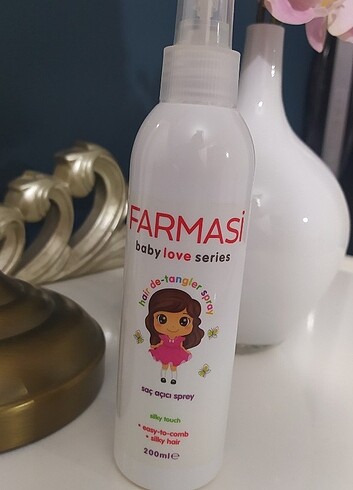 FARMASi
baby love series
hair de-tangler spray
saç açıcı sprey
silky touch
• easy-to-comb
• silky hair
200ml℮